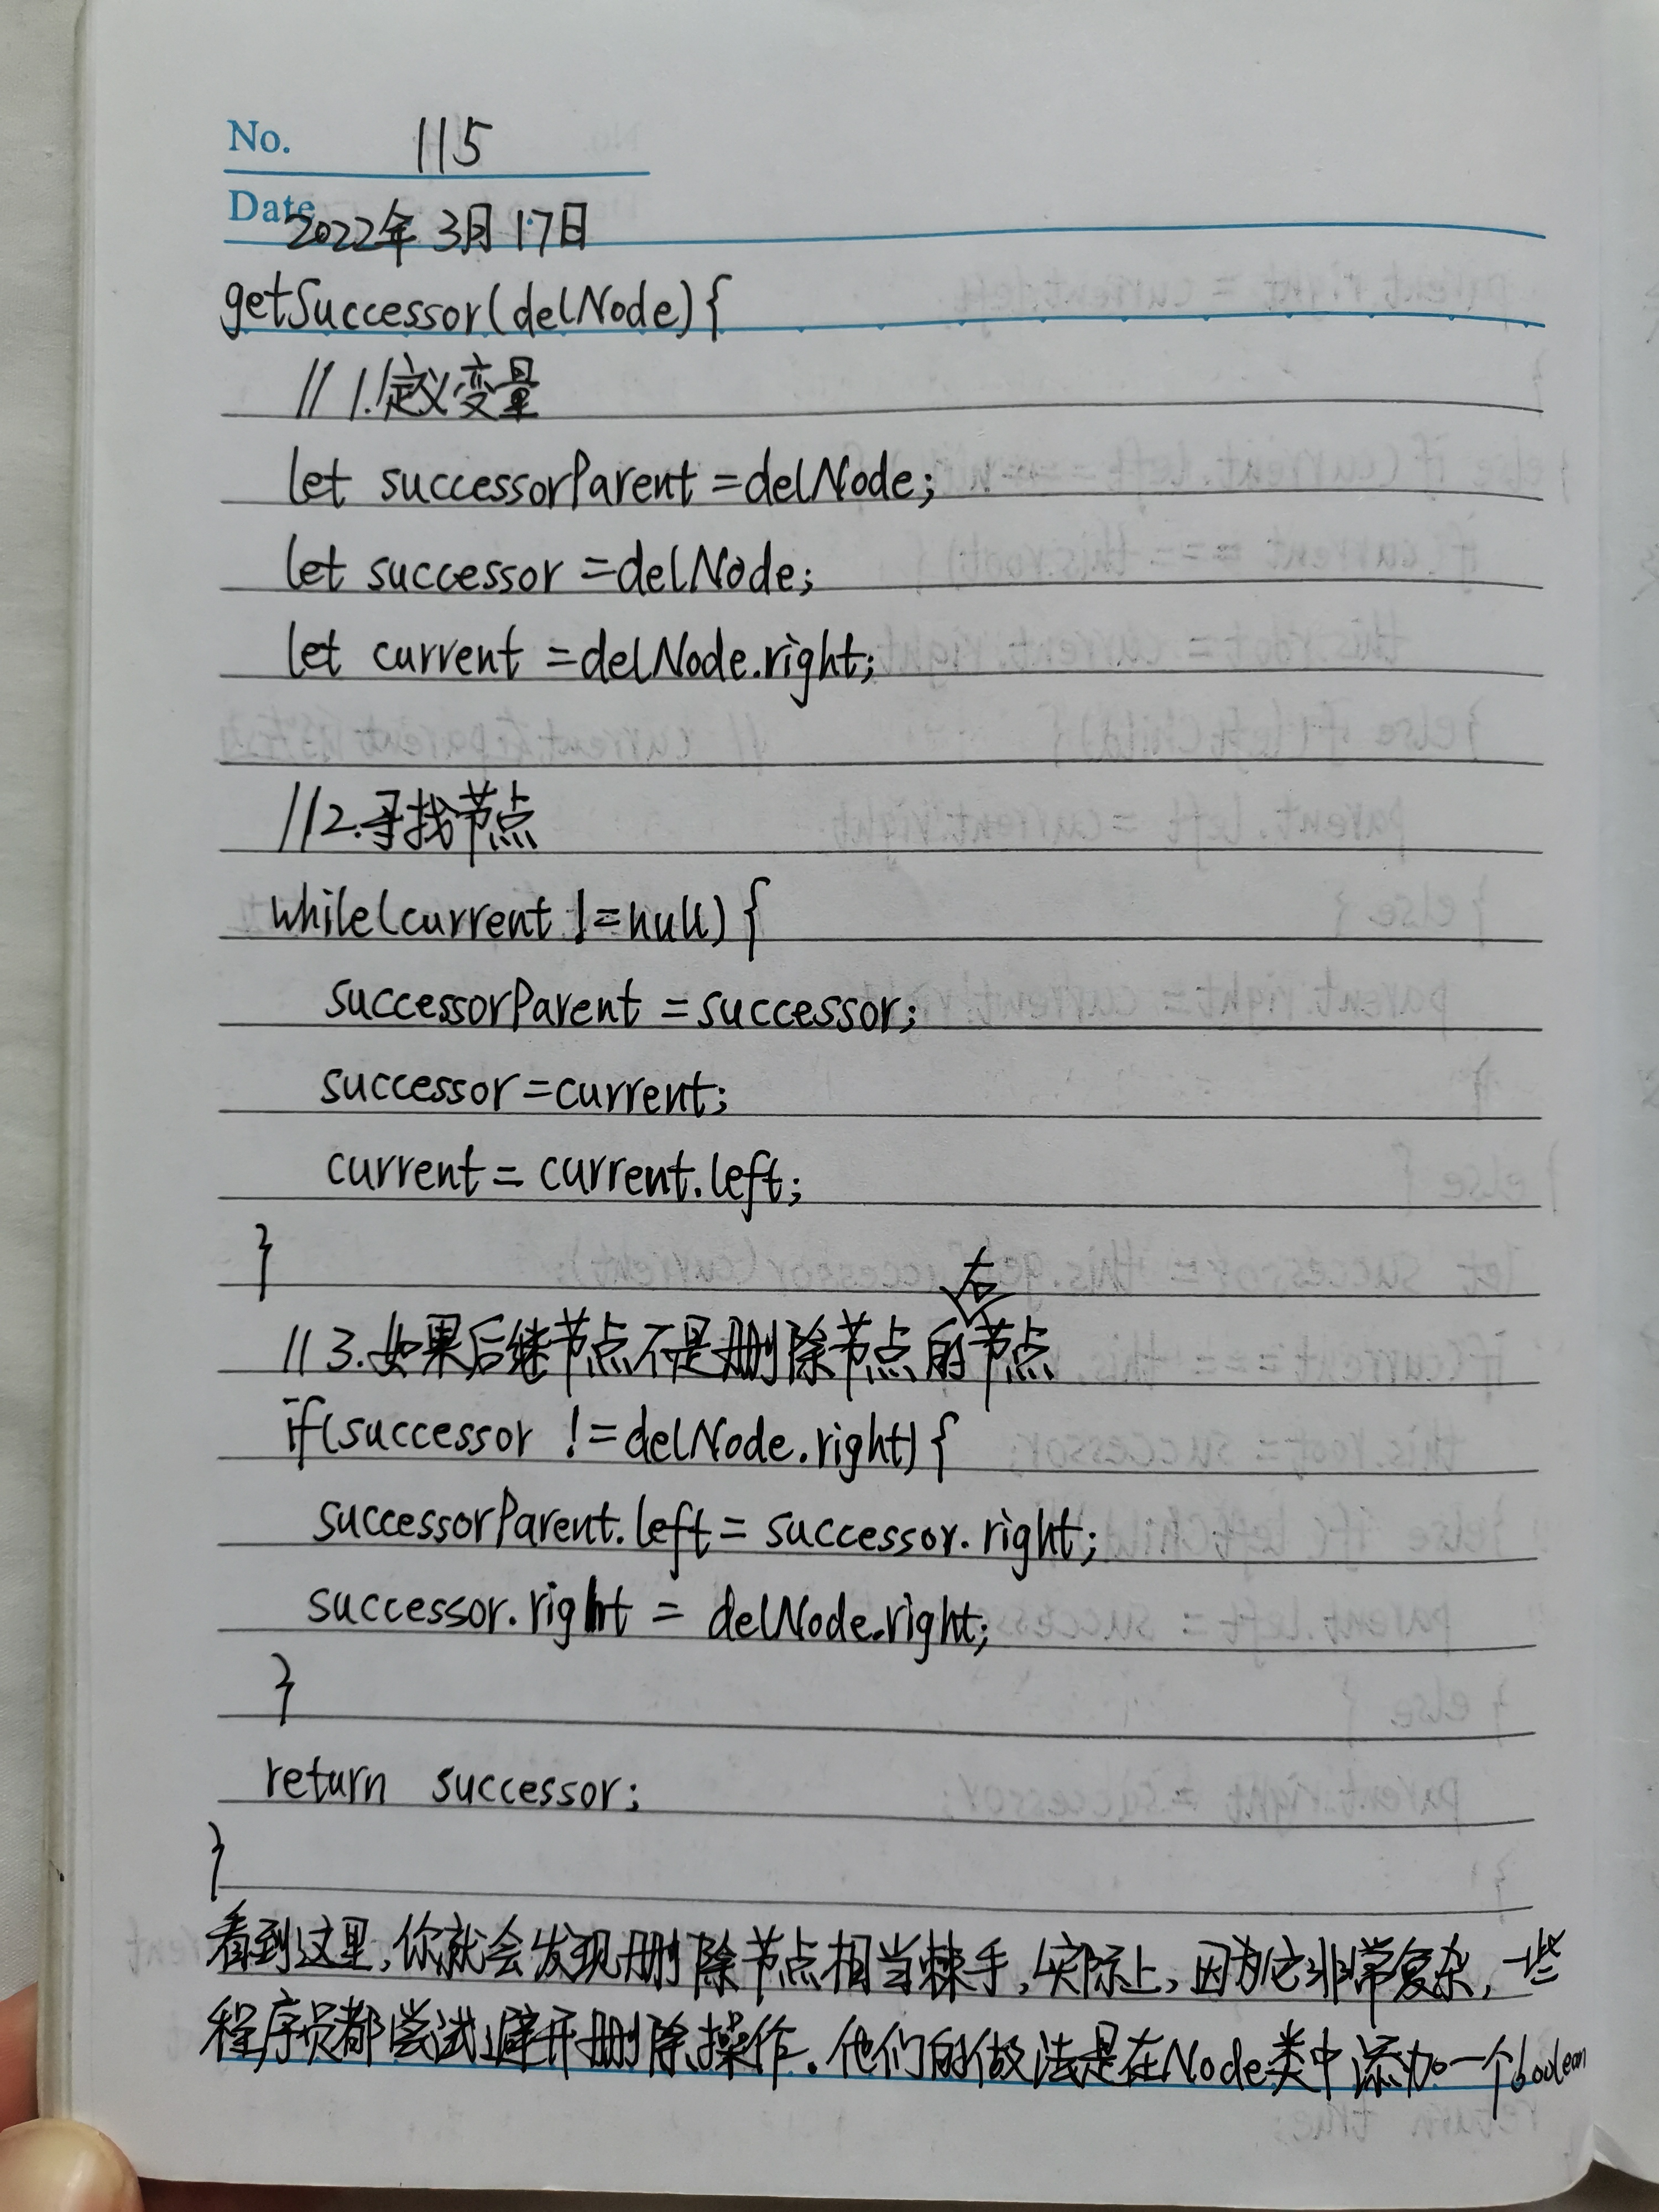 No. 115
Date 2022年3月17日
getSuccessor(delNode){
// 1.定义变量
let successorParent =delNode;
let successor =delNode;
let current =delNode.right;
//2.寻找节点
while(current !=null){
successorParent =successor;
successor=current;
current= current.left;
}
//3.如果后继节点不是删除节点的右节点
if(successor !=delNode.right){
successorParent.left= successor.right;
successor.right = delNode.right;
}
return successor;
}
看到这里,你就会发现删除节点相当棘手,实际上,因为它非常复杂,一些
程序员都尝试避开删除操作.他们的做法是在Node类中添加一个boolean